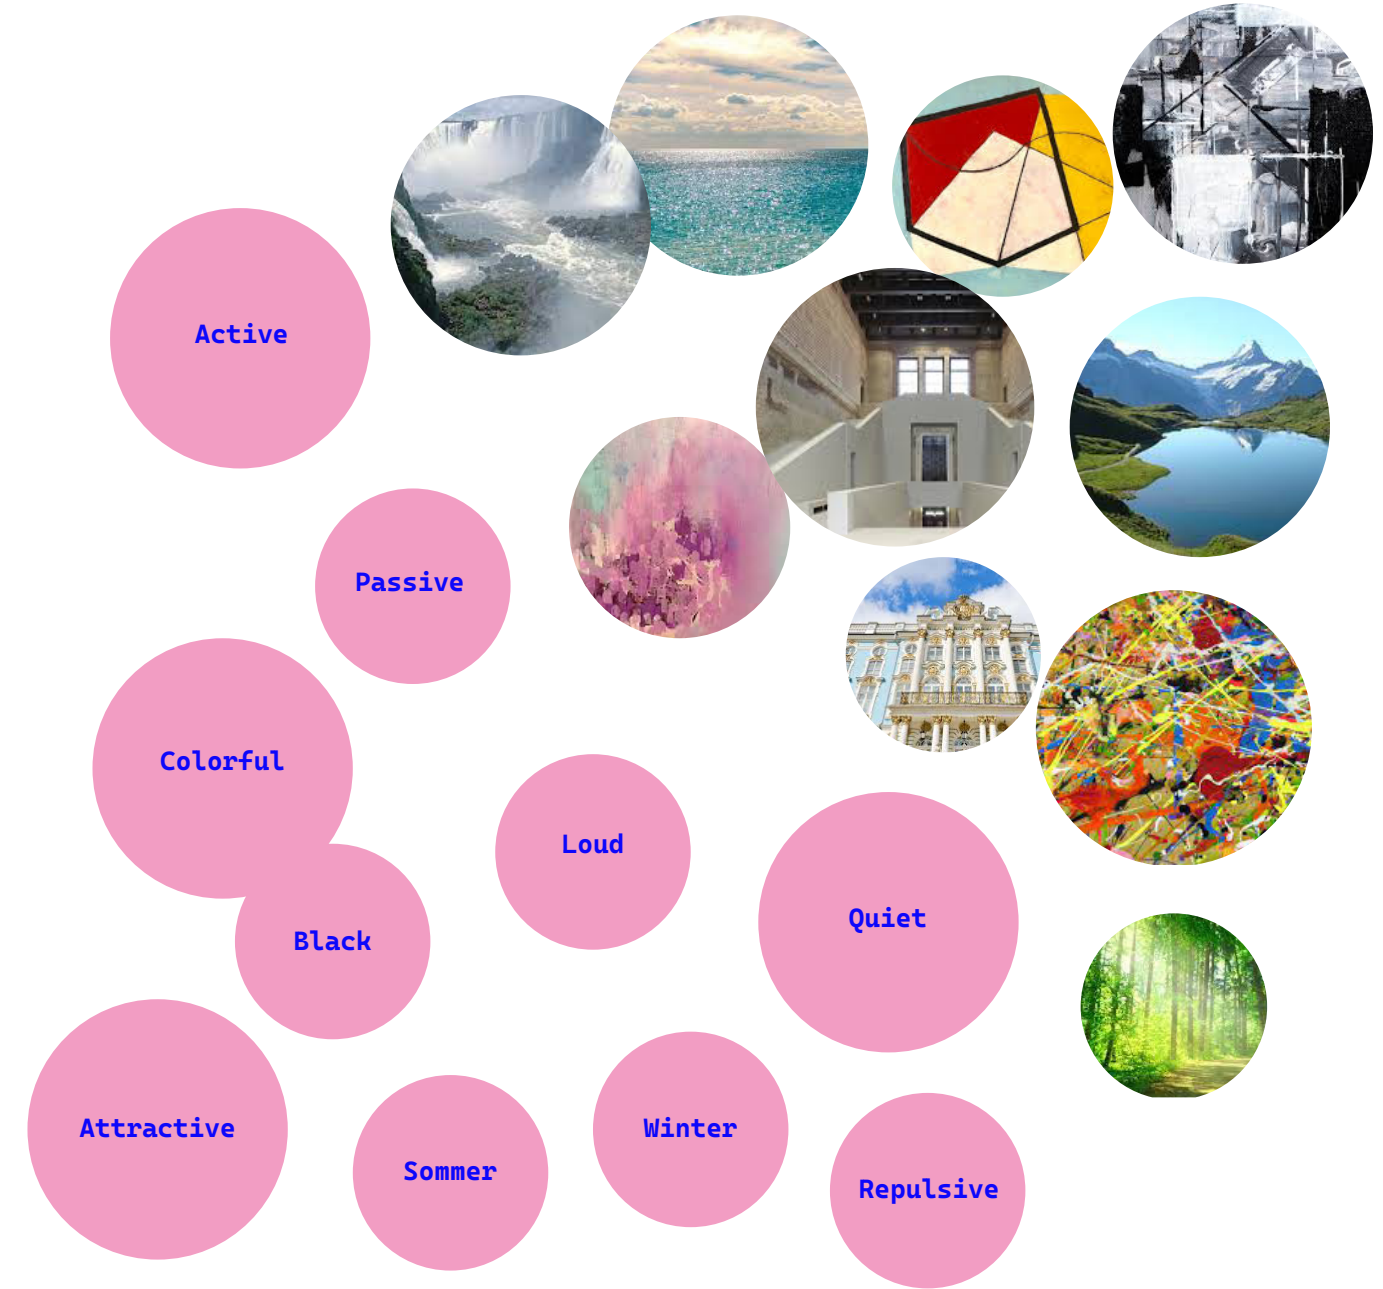 Active
Passive
Colorful
Loud
Quiet
Black
Attractive
Sommer
Winter
Repulsive